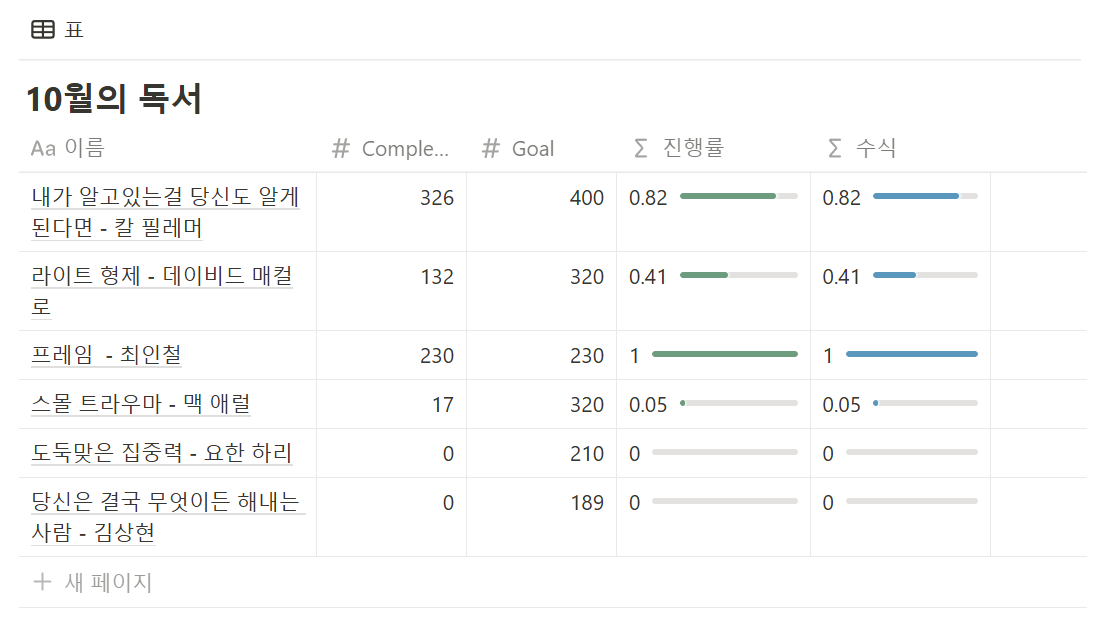 표
10월의 독서
Aa 이름 # Comple... # Goal Σ 진행률 Σ 수식
내가 알고있는걸 당신도 알게 326 400 0.82 0.82
된다면 - 칼 필레머
라이트 형제 - 데이비드 매컬 132 320 0.41 0.41
로
프레임 - 최인철 230 230 1 1
스몰 트라우마 - 맥 애럴 17 320 0.05 0.05
도둑맞은 집중력 - 요한 하리 0 210 0 0
당신은 결국 무엇이든 해내는 0 189 0 0
사람 - 김상현
+ 새 페이지